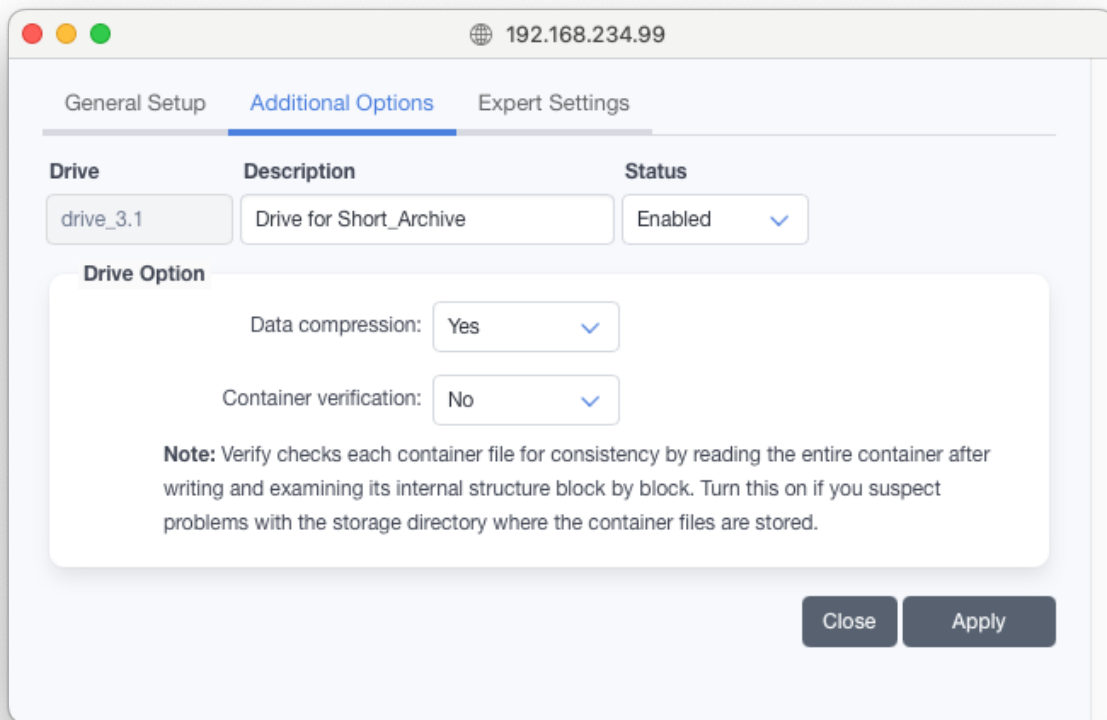 192.168.234.99
General Setup Additional Options Expert Settings
Drive Description Status
drive_3.1 Drive for Short_Archive Enabled
Drive Option
Data compression: Yes
Container verification: No
Note: Verify checks each container file for consistency by reading the entire container after
writing and examining its internal structure block by block. Turn this on if you suspect
problems with the storage directory where the container files are stored.
Close Apply